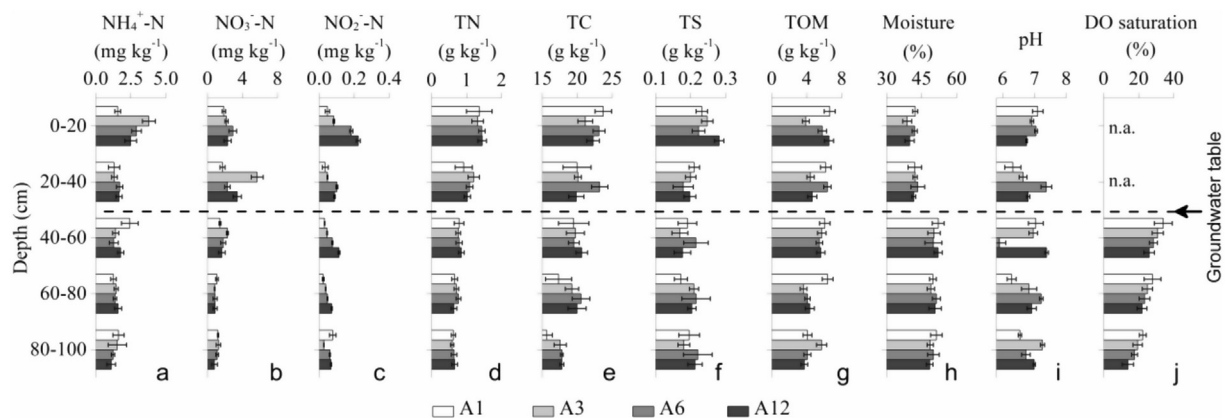 NH₄⁺-N NO₃⁻-N NO₂⁻-N TN TC TS TOM Moisture pH DO saturation
(mg kg⁻¹) (mg kg⁻¹) (mg kg⁻¹) (g kg⁻¹) (g kg⁻¹) (g kg⁻¹) (g kg⁻¹) (%) (%)
0.0 2.5 5.0 0 4 8 0.0 0.2 0.4 0 1 2 15 20 25 0.1 0.2 0.3 0 4 8 30 45 60 6 7 8 0 20 40
Depth (cm)
0-20
n.a.
20-40
n.a.
40-60
60-80
80-100
Groundwater table
a b c d e f g h i j
A1 A3 A6 A12